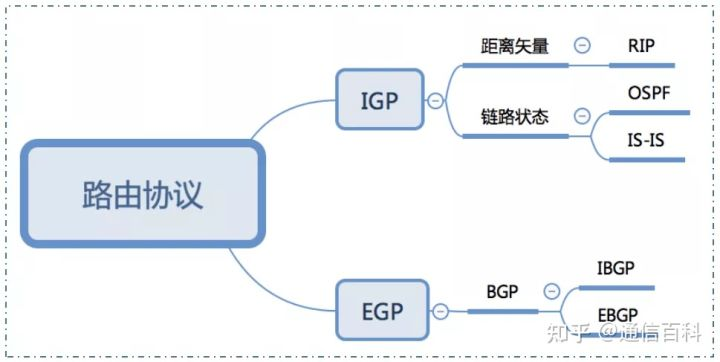 路由协议
IGP
距离矢量
RIP
链路状态
OSPF
IS-IS
EGP
BGP
IBGP
EBGP
知乎 @通信百科